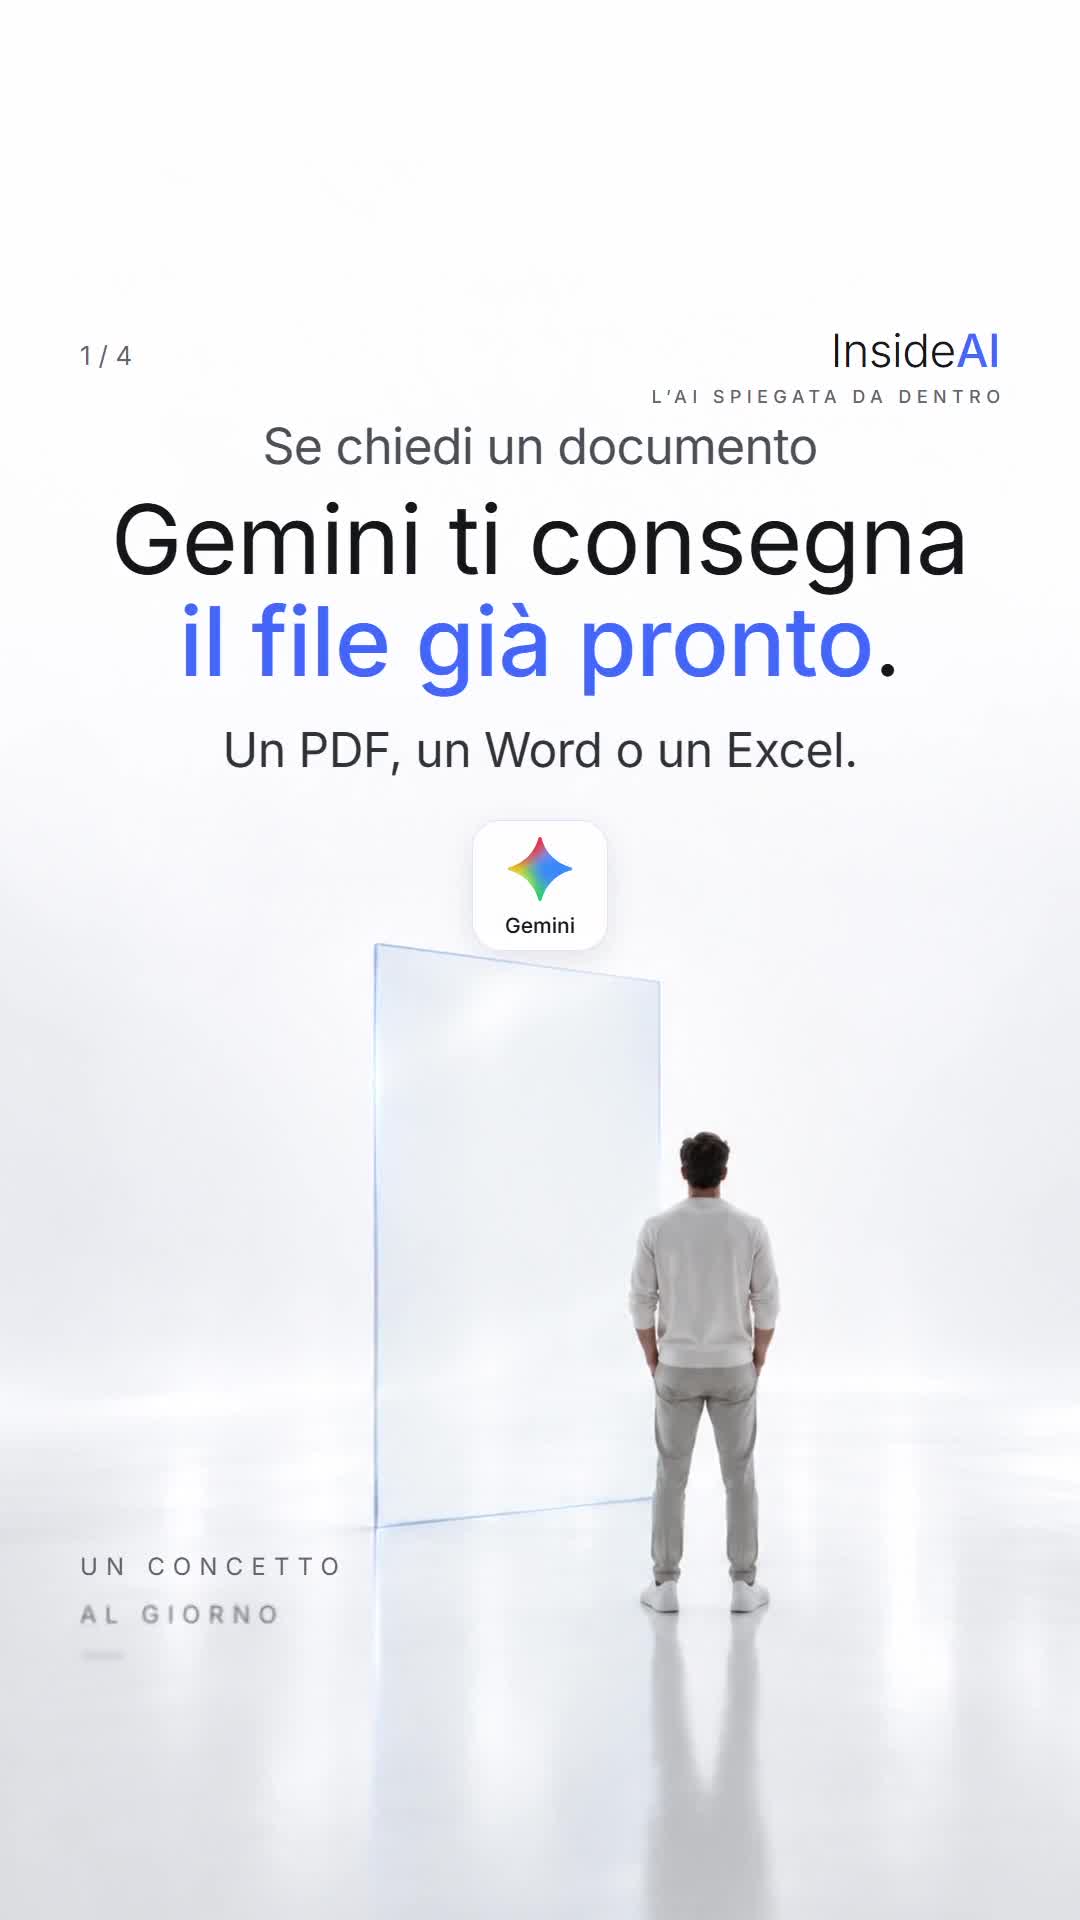 1 / 4
InsideAI
L'AI SPIEGATA DA DENTRO
Se chiedi un documento
Gemini ti consegna
il file già pronto.
Un PDF, un Word o un Excel.
Gemini
UN CONCETTO
AL GIORNO